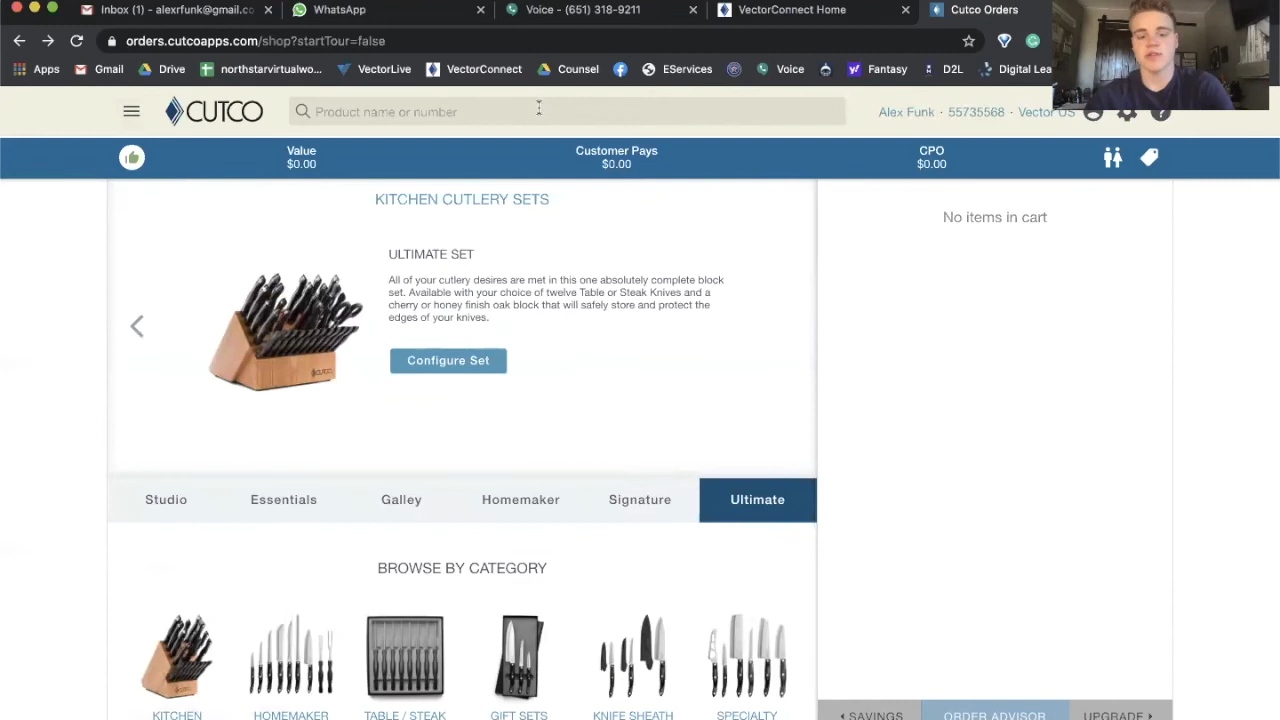 Inbox (1) - alexrfunk@gmail.cc
WhatsApp
Voice - (651) 318-9211
VectorConnect Home
Cutco Orders
orders.cutcoapps.com/shop?startTour=false
Apps
Gmail
Drive
northstarvirtualwo...
VectorLive
VectorConnect
Counsel
EServices
Voice
Fantasy
D2L
Digital Lea
CUTCO
Product name or number
Alex Funk · 55735568 · Vector US
Value
$0.00
Customer Pays
$0.00
CPO
$0.00
KITCHEN CUTLERY SETS
No items in cart
ULTIMATE SET
All of your cutlery desires are met in this one absolutely complete block
set. Available with your choice of twelve Table or Steak Knives and a
cherry or honey finish oak block that will safely store and protect the
edges of your knives.
Configure Set
CUTCO
Studio
Essentials
Galley
Homemaker
Signature
Ultimate
BROWSE BY CATEGORY
KITCHEN
HOMEMAKER
TABLE / STEAK
GIFT SETS
KNIFE SHEATH
SPECIALTY
SAVINGS
ORDER ADVISOR
UPGRADE